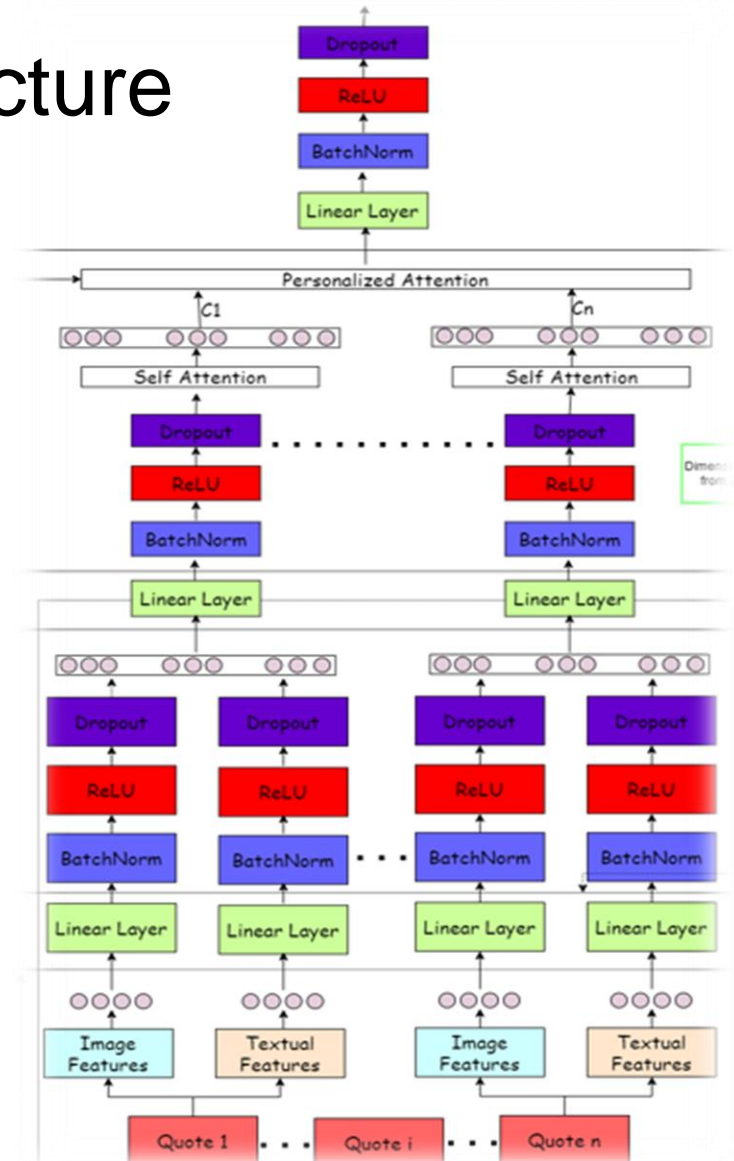 cture
Dropout
ReLU
BatchNorm
Linear Layer
Personalized Attention
C1 Cn
Self Attention Self Attention
Dropout Dropout
ReLU ReLU
Dimen
from
BatchNorm BatchNorm
Linear Layer Linear Layer
Dropout Dropout Dropout Dropout
ReLU ReLU ReLU ReLU
BatchNorm BatchNorm BatchNorm BatchNorm
Linear Layer Linear Layer Linear Layer Linear Layer
Image Textual Image Textual
Features Features Features Features
Quote 1 Quote i Quote n